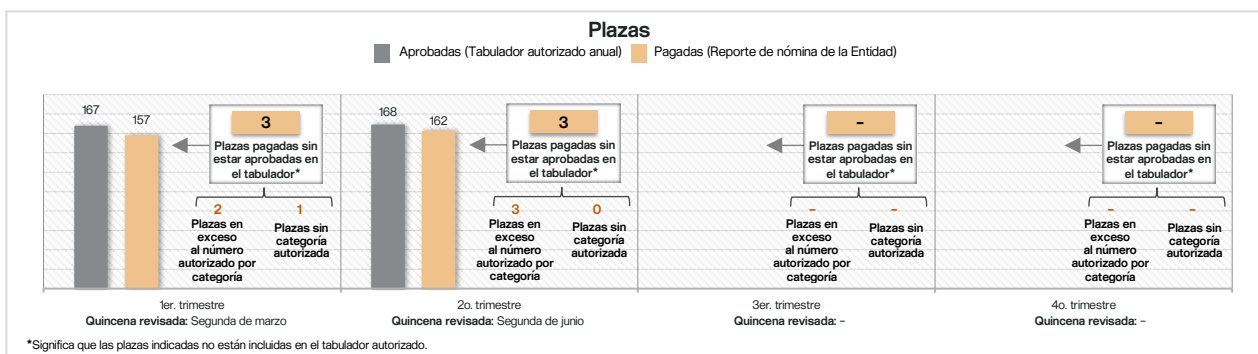 Plazas
Aprobadas (Tabulador autorizado anual)
Pagadas (Reporte de nómina de la Entidad)
167
157
3
Plazas pagadas sin
estar aprobadas en
el tabulador*
2
Plazas en
exceso
al número
autorizado por
categoría
1
Plazas sin
categoría
autorizada
1er. trimestre
Quincena revisada: Segunda de marzo
168
162
3
Plazas pagadas sin
estar aprobadas en
el tabulador*
3
Plazas en
exceso
al número
autorizado por
categoría
0
Plazas sin
categoría
autorizada
2o. trimestre
Quincena revisada: Segunda de junio
-
Plazas pagadas sin
estar aprobadas en
el tabulador*
-
Plazas en
exceso
al número
autorizado por
categoría
-
Plazas sin
categoría
autorizada
3er. trimestre
Quincena revisada: -
-
Plazas pagadas sin
estar aprobadas en
el tabulador*
-
Plazas en
exceso
al número
autorizado por
categoría
-
Plazas sin
categoría
autorizada
4o. trimestre
Quincena revisada: -
*Significa que las plazas indicadas no están incluidas en el tabulador autorizado.